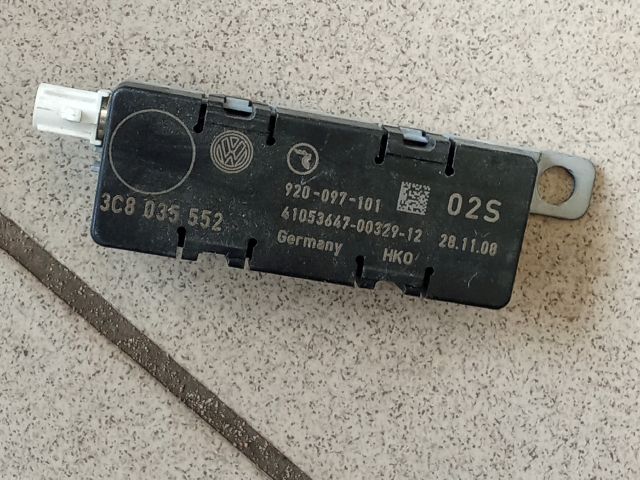 3C8 035 552
920-097-101
41053647-00329-12
Germany HKO
02S
28.11.08